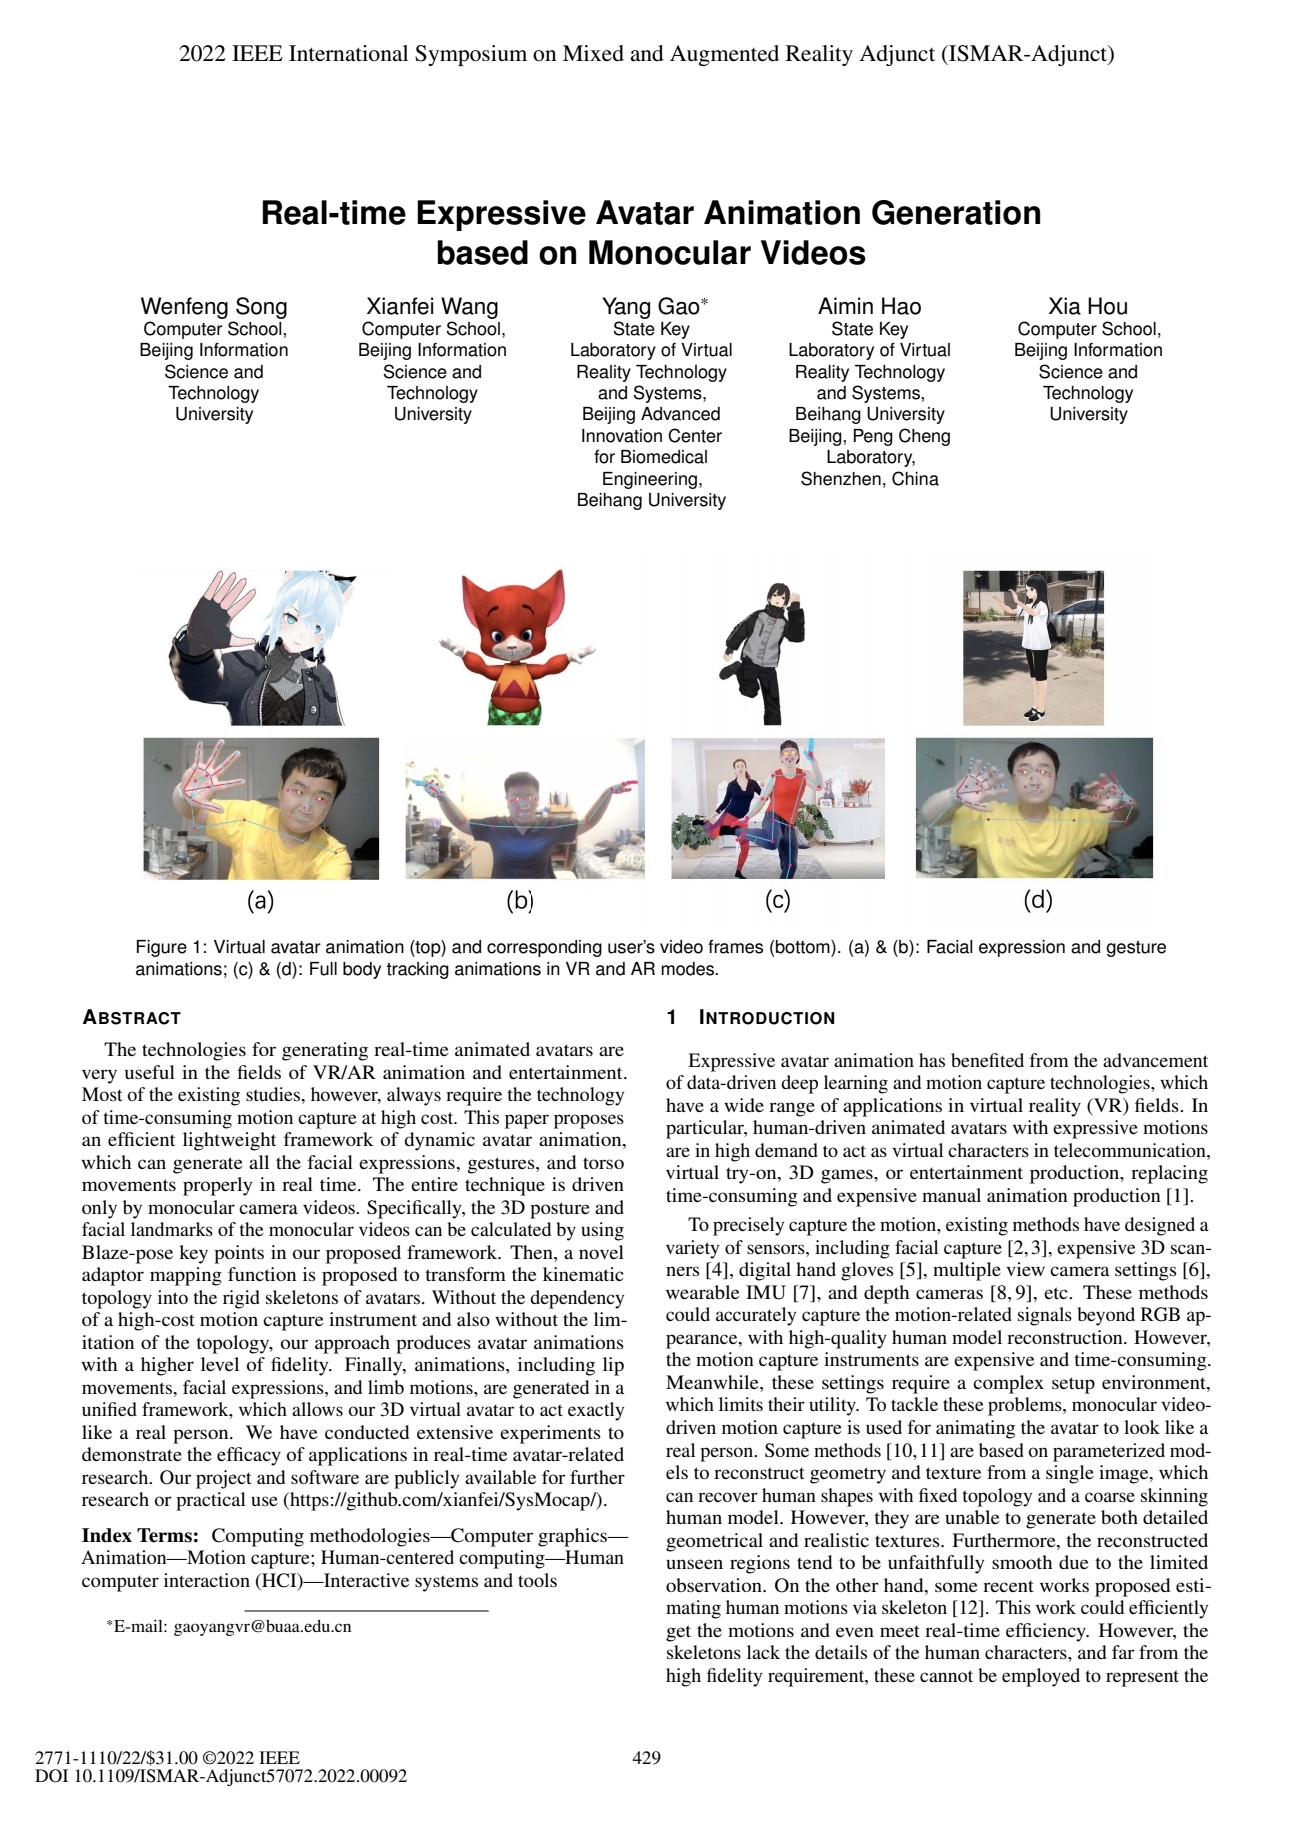 2022 IEEE International Symposium on Mixed and Augmented Reality Adjunct (ISMAR-Adjunct)
Real-time Expressive Avatar Animation Generation
based on Monocular Videos
Wenfeng Song
Computer School,
Beijing Information
Science and
Technology
University
Xianfei Wang
Computer School,
Beijing Information
Science and
Technology
University
Yang Gao*
State Key
Laboratory of Virtual
Reality Technology
and Systems,
Beijing Advanced
Innovation Center
for Biomedical
Engineering,
Beihang University
Aimin Hao
State Key
Laboratory of Virtual
Reality Technology
and Systems,
Beihang University
Beijing, Peng Cheng
Laboratory,
Shenzhen, China
Xia Hou
Computer School,
Beijing Information
Science and
Technology
University
(a)
(b)
(c)
(d)
Figure 1: Virtual avatar animation (top) and corresponding user's video frames (bottom). (a) & (b): Facial expression and gesture
animations; (c) & (d): Full body tracking animations in VR and AR modes.
ABSTRACT
The technologies for generating real-time animated avatars are
very useful in the fields of VR/AR animation and entertainment.
Most of the existing studies, however, always require the technology
of time-consuming motion capture at high cost. This paper proposes
an efficient lightweight framework of dynamic avatar animation,
which can generate all the facial expressions, gestures, and torso
movements properly in real time. The entire technique is driven
only by monocular camera videos. Specifically, the 3D posture and
facial landmarks of the monocular videos can be calculated by using
Blaze-pose key points in our proposed framework. Then, a novel
adaptor mapping function is proposed to transform the kinematic
topology into the rigid skeletons of avatars. Without the dependency
of a high-cost motion capture instrument and also without the lim-
itation of the topology, our approach produces avatar animations
with a higher level of fidelity. Finally, animations, including lip
movements, facial expressions, and limb motions, are generated in a
unified framework, which allows our 3D virtual avatar to act exactly
like a real person. We have conducted extensive experiments to
demonstrate the efficacy of applications in real-time avatar-related
research. Our project and software are publicly available for further
research or practical use (https://github.com/xianfei/SysMocap/).
Index Terms: Computing methodologies—Computer graphics—
Animation—Motion capture; Human-centered computing—Human
computer interaction (HCI)—Interactive systems and tools
*E-mail: gaoyangvr@buaa.edu.cn
1 INTRODUCTION
Expressive avatar animation has benefited from the advancement
of data-driven deep learning and motion capture technologies, which
have a wide range of applications in virtual reality (VR) fields. In
particular, human-driven animated avatars with expressive motions
are in high demand to act as virtual characters in telecommunication,
virtual try-on, 3D games, or entertainment production, replacing
time-consuming and expensive manual animation production [1].
To precisely capture the motion, existing methods have designed a
variety of sensors, including facial capture [2,3], expensive 3D scan-
ners [4], digital hand gloves [5], multiple view camera settings [6],
wearable IMU [7], and depth cameras [8,9], etc. These methods
could accurately capture the motion-related signals beyond RGB ap-
pearance, with high-quality human model reconstruction. However,
the motion capture instruments are expensive and time-consuming.
Meanwhile, these settings require a complex setup environment,
which limits their utility. To tackle these problems, monocular video-
driven motion capture is used for animating the avatar to look like a
real person. Some methods [10,11] are based on parameterized mod-
els to reconstruct geometry and texture from a single image, which
can recover human shapes with fixed topology and a coarse skinning
human model. However, they are unable to generate both detailed
geometrical and realistic textures. Furthermore, the reconstructed
unseen regions tend to be unfaithfully smooth due to the limited
observation. On the other hand, some recent works proposed esti-
mating human motions via skeleton [12]. This work could efficiently
get the motions and even meet real-time efficiency. However, the
skeletons lack the details of the human characters, and far from the
high fidelity requirement, these cannot be employed to represent the
2771-1110/22/$31.00 ©2022 IEEE
DOI 10.1109/ISMAR-Adjunct57072.2022.00092
429